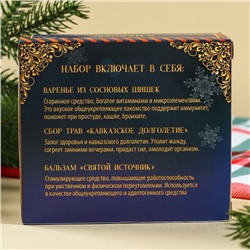 НАБОР ВКЛЮЧАЕТ В СЕБЯ:
ВАРЕНЬЕ ИЗ СОСНОВЫХ ШИШЕК
Старинное средство, богатое витаминами и микроэлементами.
Это вкусное общеукрепляющее лакомство поддержит иммунитет,
поможет при простуде, кашле, бронхите.
СБОР ТРАВ «КАВКАЗСКОЕ ДОЛГОЛЕТИЕ»
Залог здоровья и кавказского долголетия. Утолит жажду,
согреет зимними вечерами, придаст сил, омолодит организм.
БАЛЬЗАМ «СВЯТОЙ ИСТОЧНИК»
Стимулирующее средство, повышающее работоспособность
при умственном и физическом переутомлении. Используется
в качестве общеукрепляющего и адаптогенного средства